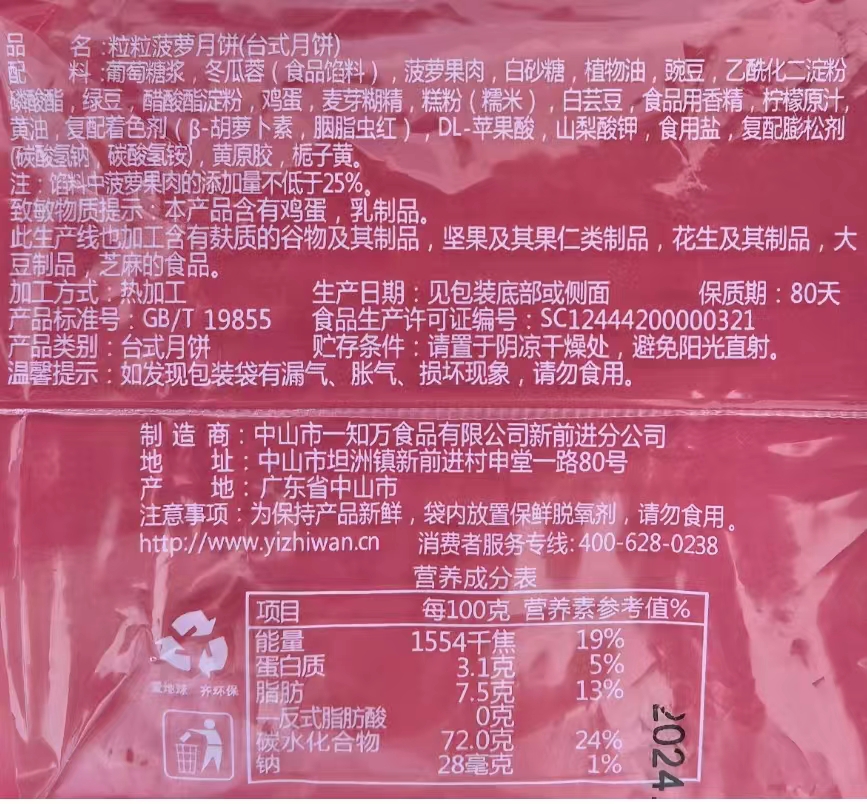 品 名:粒粒菠萝月饼(台式月饼)
配 料:葡萄糖浆，冬瓜蓉（食品馅料），菠萝果肉，白砂糖，植物油，豌豆，乙酰化二淀粉
磷酸酯，绿豆，醋酸酯淀粉，鸡蛋，麦芽糊精，糕粉（糯米），白芸豆，食品用香精，柠檬原汁，
黄油，复配着色剂（β-胡萝卜素，胭脂虫红），DL-苹果酸，山梨酸钾，食用盐，复配膨松剂
(碳酸氢钠，碳酸氢铵)，黄原胶，栀子黄。
注：馅料中菠萝果肉的添加量不低于25%。
致敏物质提示：本产品含有鸡蛋，乳制品。
此生产线也加工含有麸质的谷物及其制品，坚果及其果仁类制品，花生及其制品，大
豆制品，芝麻的食品。
加工方式：热加工 生产日期：见包装底部或侧面 保质期：80天
产品标准号：GB/T 19855 食品生产许可证编号：SC12444200000321
产品类别：台式月饼 贮存条件：请置于阴凉干燥处，避免阳光直射。
温馨提示：如发现包装袋有漏气、胀气、损坏现象，请勿食用。
制 造 商：中山市一知万食品有限公司新前进分公司
地 址：中山市坦洲镇新前进村申堂一路80号
产 地：广东省中山市
注意事项：为保持产品新鲜，袋内放置保鲜脱氧剂，请勿食用。
http://www.yizhiwan.cn 消费者服务专线:400-628-0238
营养成分表
项目 每100克 营养素参考值%
能量 1554千焦 19%
蛋白质 3.1克 5%
脂肪 7.5克 13%
一反式脂肪酸 0克
碳水化合物 72.0克 24%
钠 28毫克 1%
爱地球 齐环保
2024.